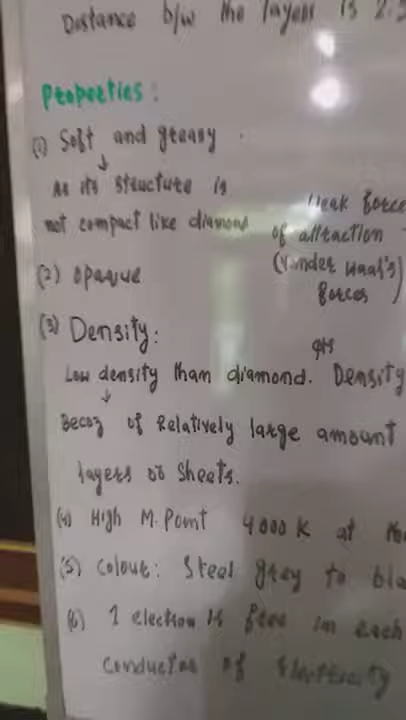 Distance b/w the layers is 2.
Properties:
(1) Soft and greasy.
As its structure is
not compact like diamond
Weak forces
of attraction
(Vander Waal's)
forces
(2) opaque
(3) Density:
Low density than diamond. Density
Becoz of Relatively large amount
layers or sheets.
(4) High M. Point 4000 K at
(5) Colour: Steel grey to bla
(6) 1 electron is free in each
conductor of Electricity